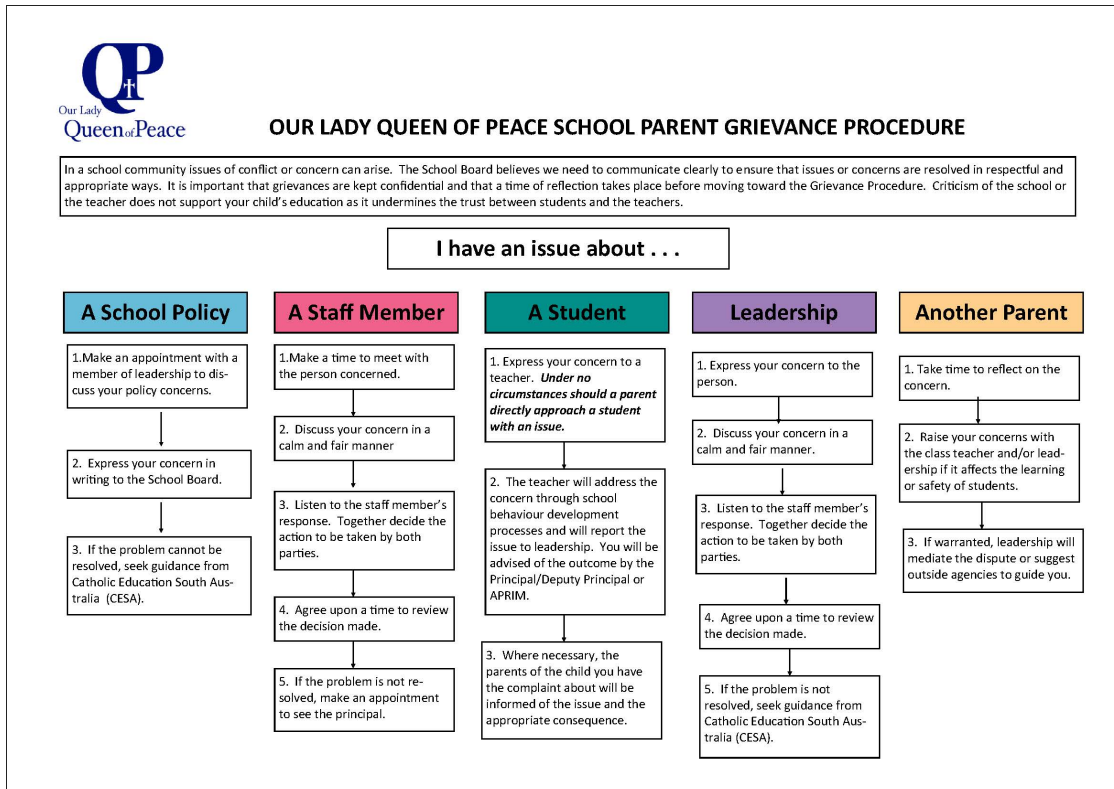 QP
Our Lady
Queen of Peace
OUR LADY QUEEN OF PEACE SCHOOL PARENT GRIEVANCE PROCEDURE
In a school community issues of conflict or concern can arise.  The School Board believes we need to communicate clearly to ensure that issues or concerns are resolved in respectful and
appropriate ways.  It is important that grievances are kept confidential and that a time of reflection takes place before moving toward the Grievance Procedure.  Criticism of the school or
the teacher does not support your child's education as it undermines the trust between students and the teachers.
I have an issue about . . .
A School Policy
1.Make an appointment with a
member of leadership to dis-
cuss your policy concerns.
2.  Express your concern in
writing to the School Board.
3.  If the problem cannot be
resolved, seek guidance from
Catholic Education South Aus-
tralia  (CESA).
A Staff Member
1.Make a time to meet with
the person concerned.
2.  Discuss your concern in a
calm and fair manner
3.  Listen to the staff member's
response.  Together decide the
action to be taken by both
parties.
4.  Agree upon a time to review
the decision made.
5.  If the problem is not re-
solved, make an appointment
to see the principal.
A Student
1. Express your concern to a
teacher.  Under no
circumstances should a parent
directly approach a student
with an issue.
2.  The teacher will address the
concern through school
behaviour development
processes and will report the
issue to leadership.  You will be
advised of the outcome by the
Principal/Deputy Principal or
APRIM.
3.  Where necessary, the
parents of the child you have
the complaint about will be
informed of the issue and the
appropriate consequence.
Leadership
1. Express your concern to the
person.
2.  Discuss your concern in a
calm and fair manner.
3.  Listen to the staff member's
response.  Together decide the
action to be taken by both
parties.
4.  Agree upon a time to review
the decision made.
5.  If the problem is not
resolved, seek guidance from
Catholic Education South Aus-
tralia (CESA).
Another Parent
1. Take time to reflect on the
concern.
2.  Raise your concerns with
the class teacher and/or lead-
ership if it affects the learning
or safety of students.
3.  If warranted, leadership will
mediate the dispute or suggest
outside agencies to guide you.